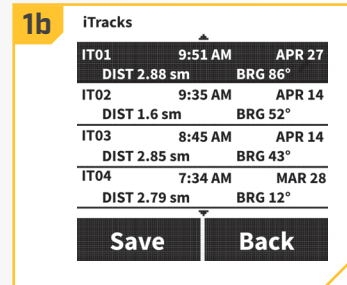 1b
iTracks
IT01 9:51 AM APR 27
DIST 2.88 sm BRG 86°
IT02 9:35 AM APR 14
DIST 1.6 sm BRG 52°
IT03 8:45 AM APR 14
DIST 2.85 sm BRG 43°
IT04 7:34 AM MAR 28
DIST 2.79 sm BRG 12°
Save Back